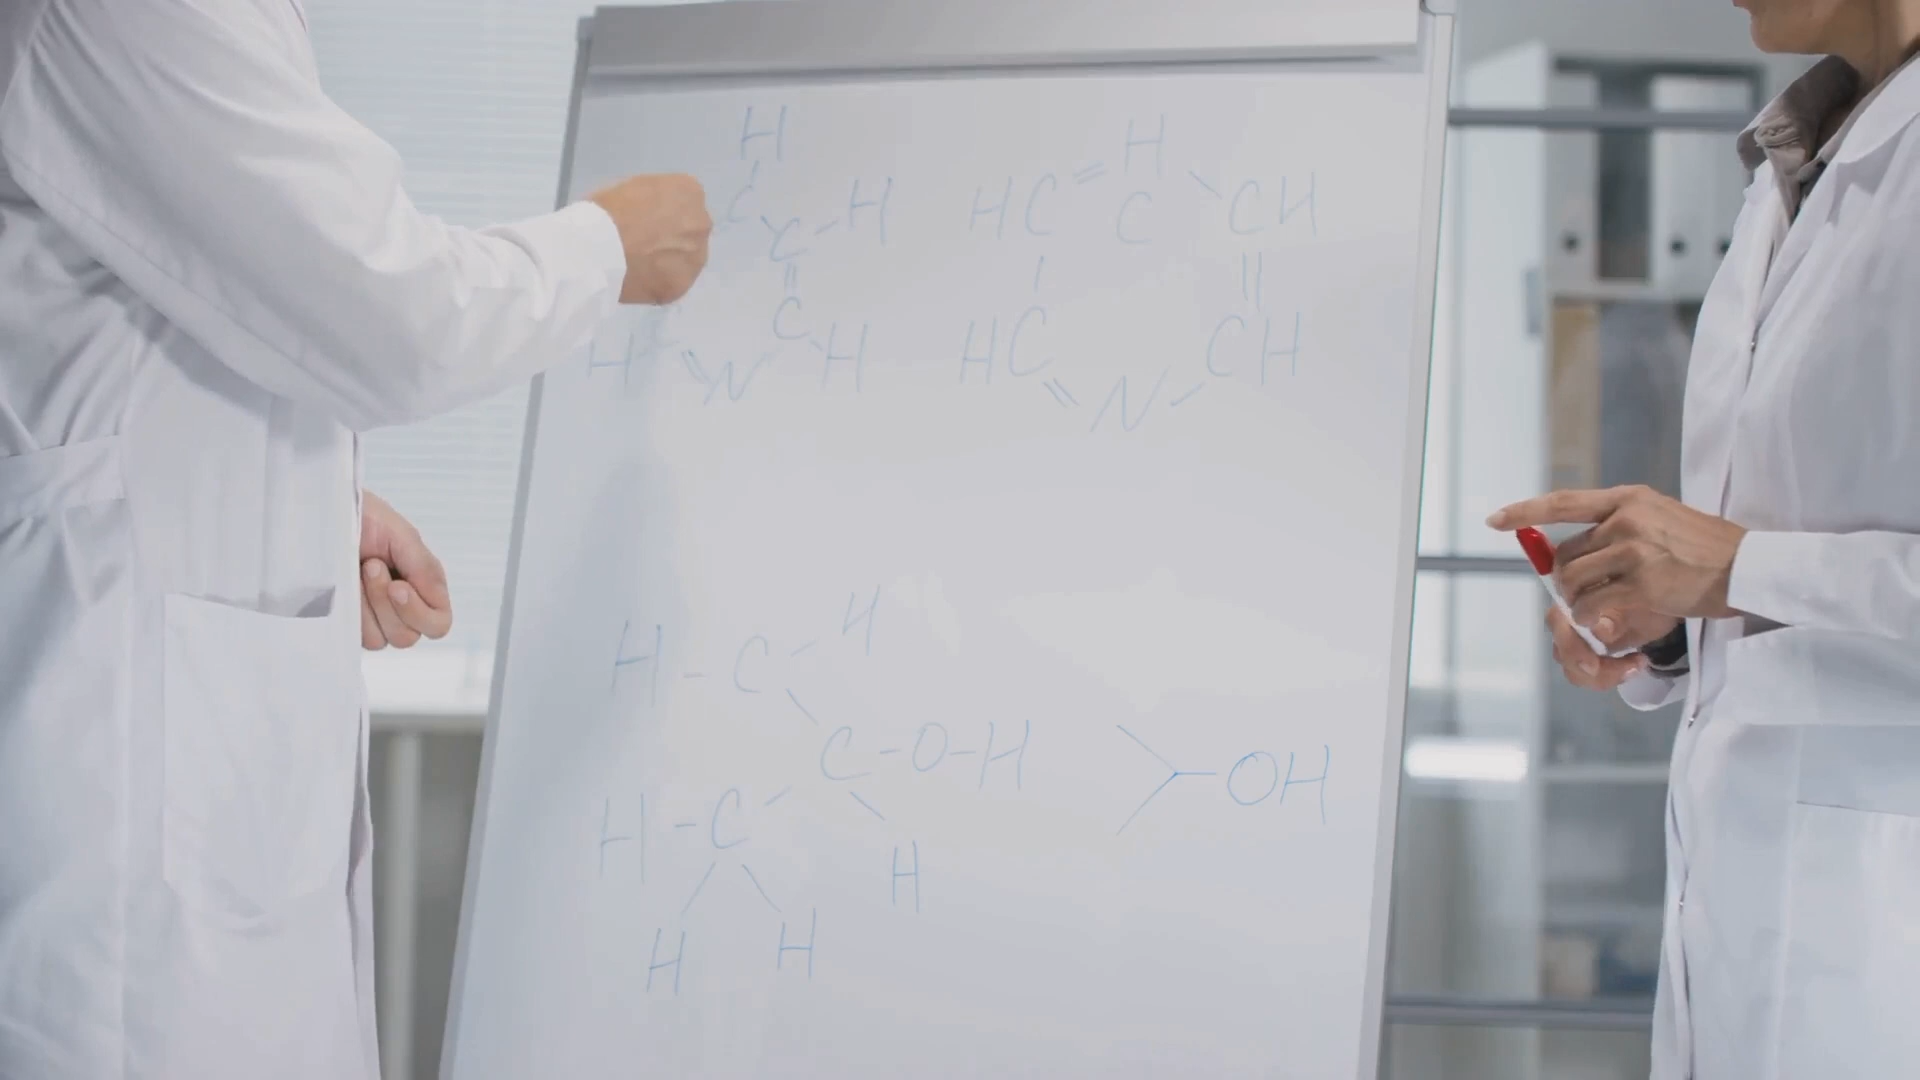 H H
C C H HC = C CH
C H HC CH
H N N
H
H - C
C - O - H OH
H - C
H
H H